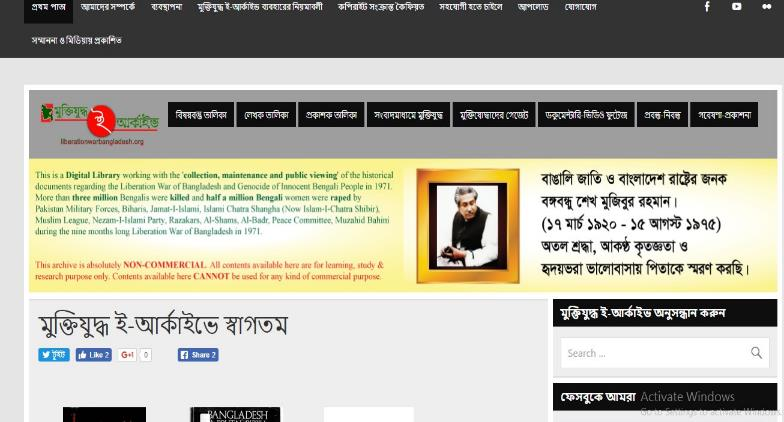 প্রথম পাতা আমাদের সম্পর্কে ব্যবস্থাপনা মুক্তিযুদ্ধ ই-আর্কাইভ ব্যবহারের নিয়মাবলী কপিরাইট সংক্রান্ত কৈফিয়ত সহযোগী হতে চাইলে আপলোড যোগাযোগ
সম্মাননা ও মিডিয়ায় প্রকাশিত
মুক্তিযুদ্ধ ই আর্কাইভ
liberationwarbangladesh.org
বিষয়বস্তু তালিকা লেখক তালিকা প্রকাশক তালিকা সংবাদমাধ্যমে মুক্তিযুদ্ধ মুক্তিযোদ্ধাদের গেজেট ডকুমেন্টারি-ভিডিও ফুটেজ প্রবন্ধ-নিবন্ধ গবেষণা-প্রকাশনা
This is a Digital Library working with the 'collection, maintenance and public viewing' of the historical
documents regarding the Liberation War of Bangladesh and Genocide of Innocent Bengali People in 1971.
More than three million Bengalis were killed and half a million Bengali women were raped by
Pakistan Military Forces, Biharis, Jamat-I-Islami, Islami Chatra Shangha (Now Islam-I-Chatra Shibir),
Muslim League, Nezam-I-Islami Party, Razakars, Al-Shams, Al-Badr, Peace Committee, Muzahid Bahini
during the nine months long Liberation War of Bangladesh in 1971.
This archive is absolutely NON-COMMERCIAL. All contents available here are for learning, study &
research purpose only. Contents available here CANNOT be used for any kind of commercial purpose.
বাঙালি জাতি ও বাংলাদেশ রাষ্ট্রের জনক
বঙ্গবন্ধু শেখ মুজিবুর রহমান।
(১৭ মার্চ ১৯২০ - ১৫ আগস্ট ১৯৭৫)
অতল শ্রদ্ধা, আকণ্ঠ কৃতজ্ঞতা ও
হৃদয়ভরা ভালোবাসায় পিতাকে স্মরণ করছি।
মুক্তিযুদ্ধ ই-আর্কাইভে স্বাগতম
টুইট Like 2 G+1 0 Share 2
মুক্তিযুদ্ধ ই-আর্কাইভ অনুসন্ধান করুন
Search ...
ফেসবুকে আমরা
Activate Windows
Go to Settings to activate Windows
BANGLADESH